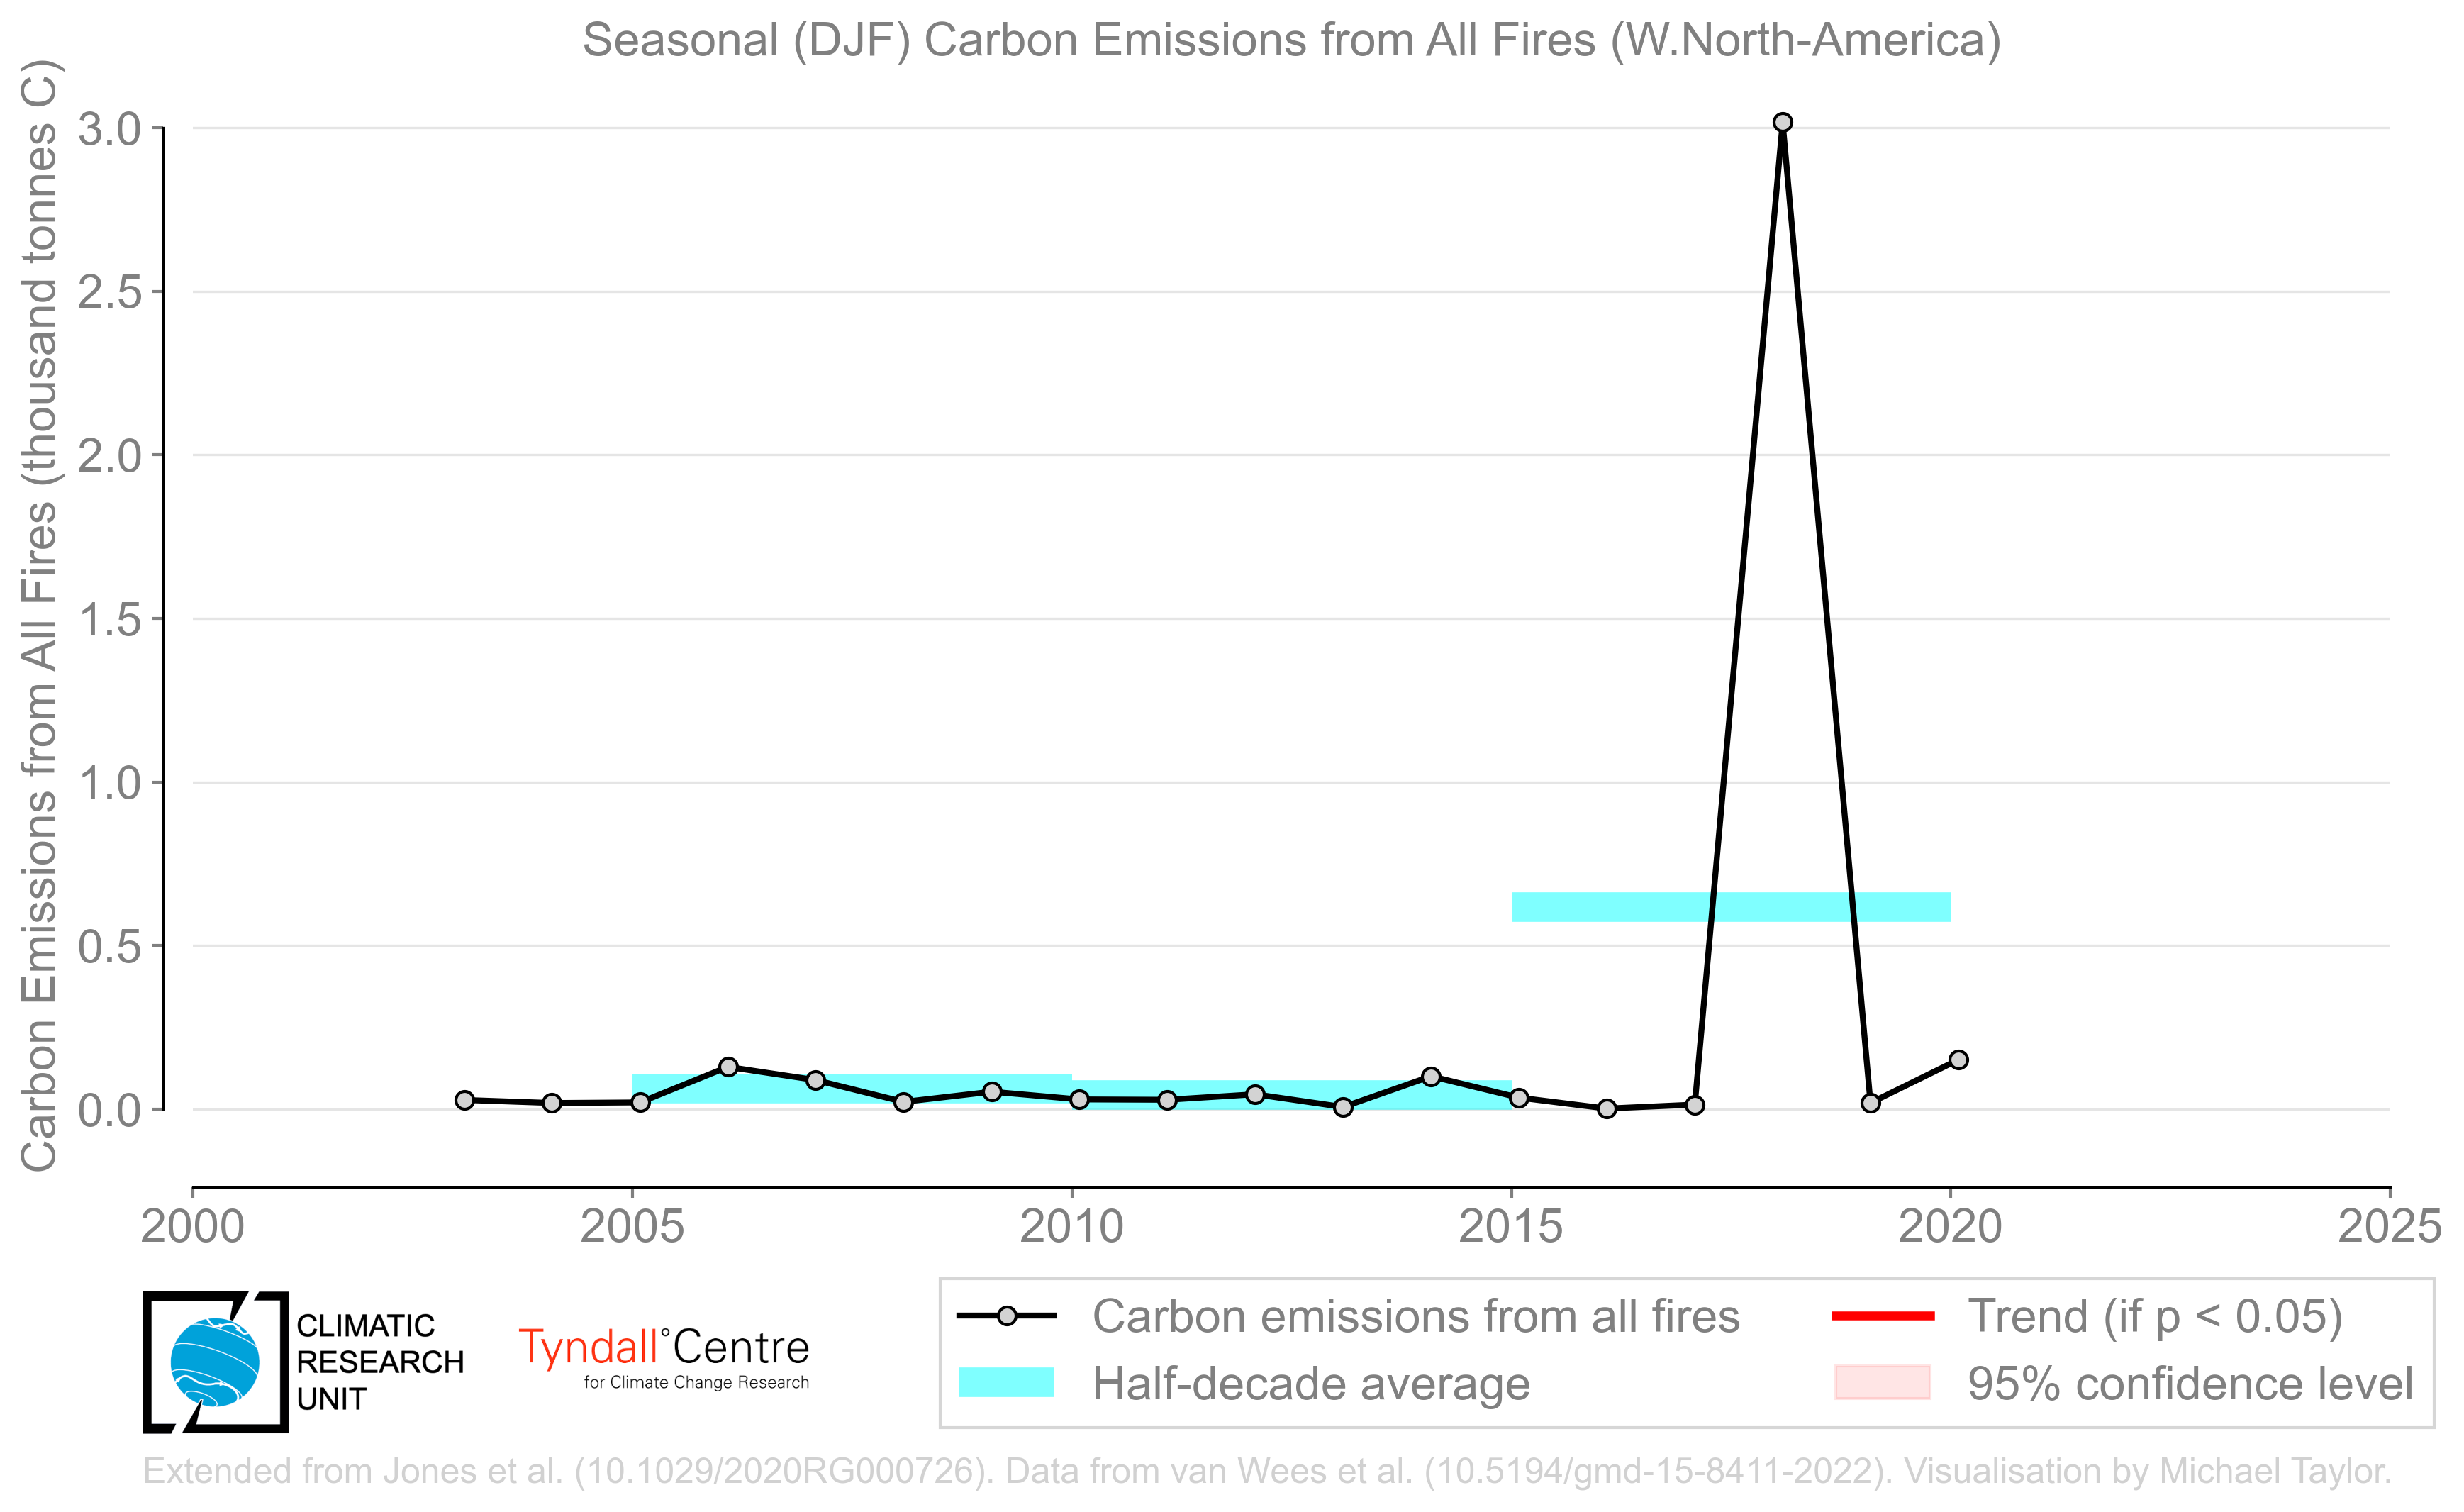 Seasonal (DJF) Carbon Emissions from All Fires (W.North-America)
Carbon Emissions from All Fires (thousand tonnes C)
3.0
2.5
2.0
1.5
1.0
0.5
0.0
2000 2005 2010 2015 2020 2025
CLIMATIC
RESEARCH
UNIT
Tyndall°Centre
for Climate Change Research
Carbon emissions from all fires
Half-decade average
Trend (if p < 0.05)
95% confidence level
Extended from Jones et al. (10.1029/2020RG000726). Data from van Wees et al. (10.5194/gmd-15-8411-2022). Visualisation by Michael Taylor.